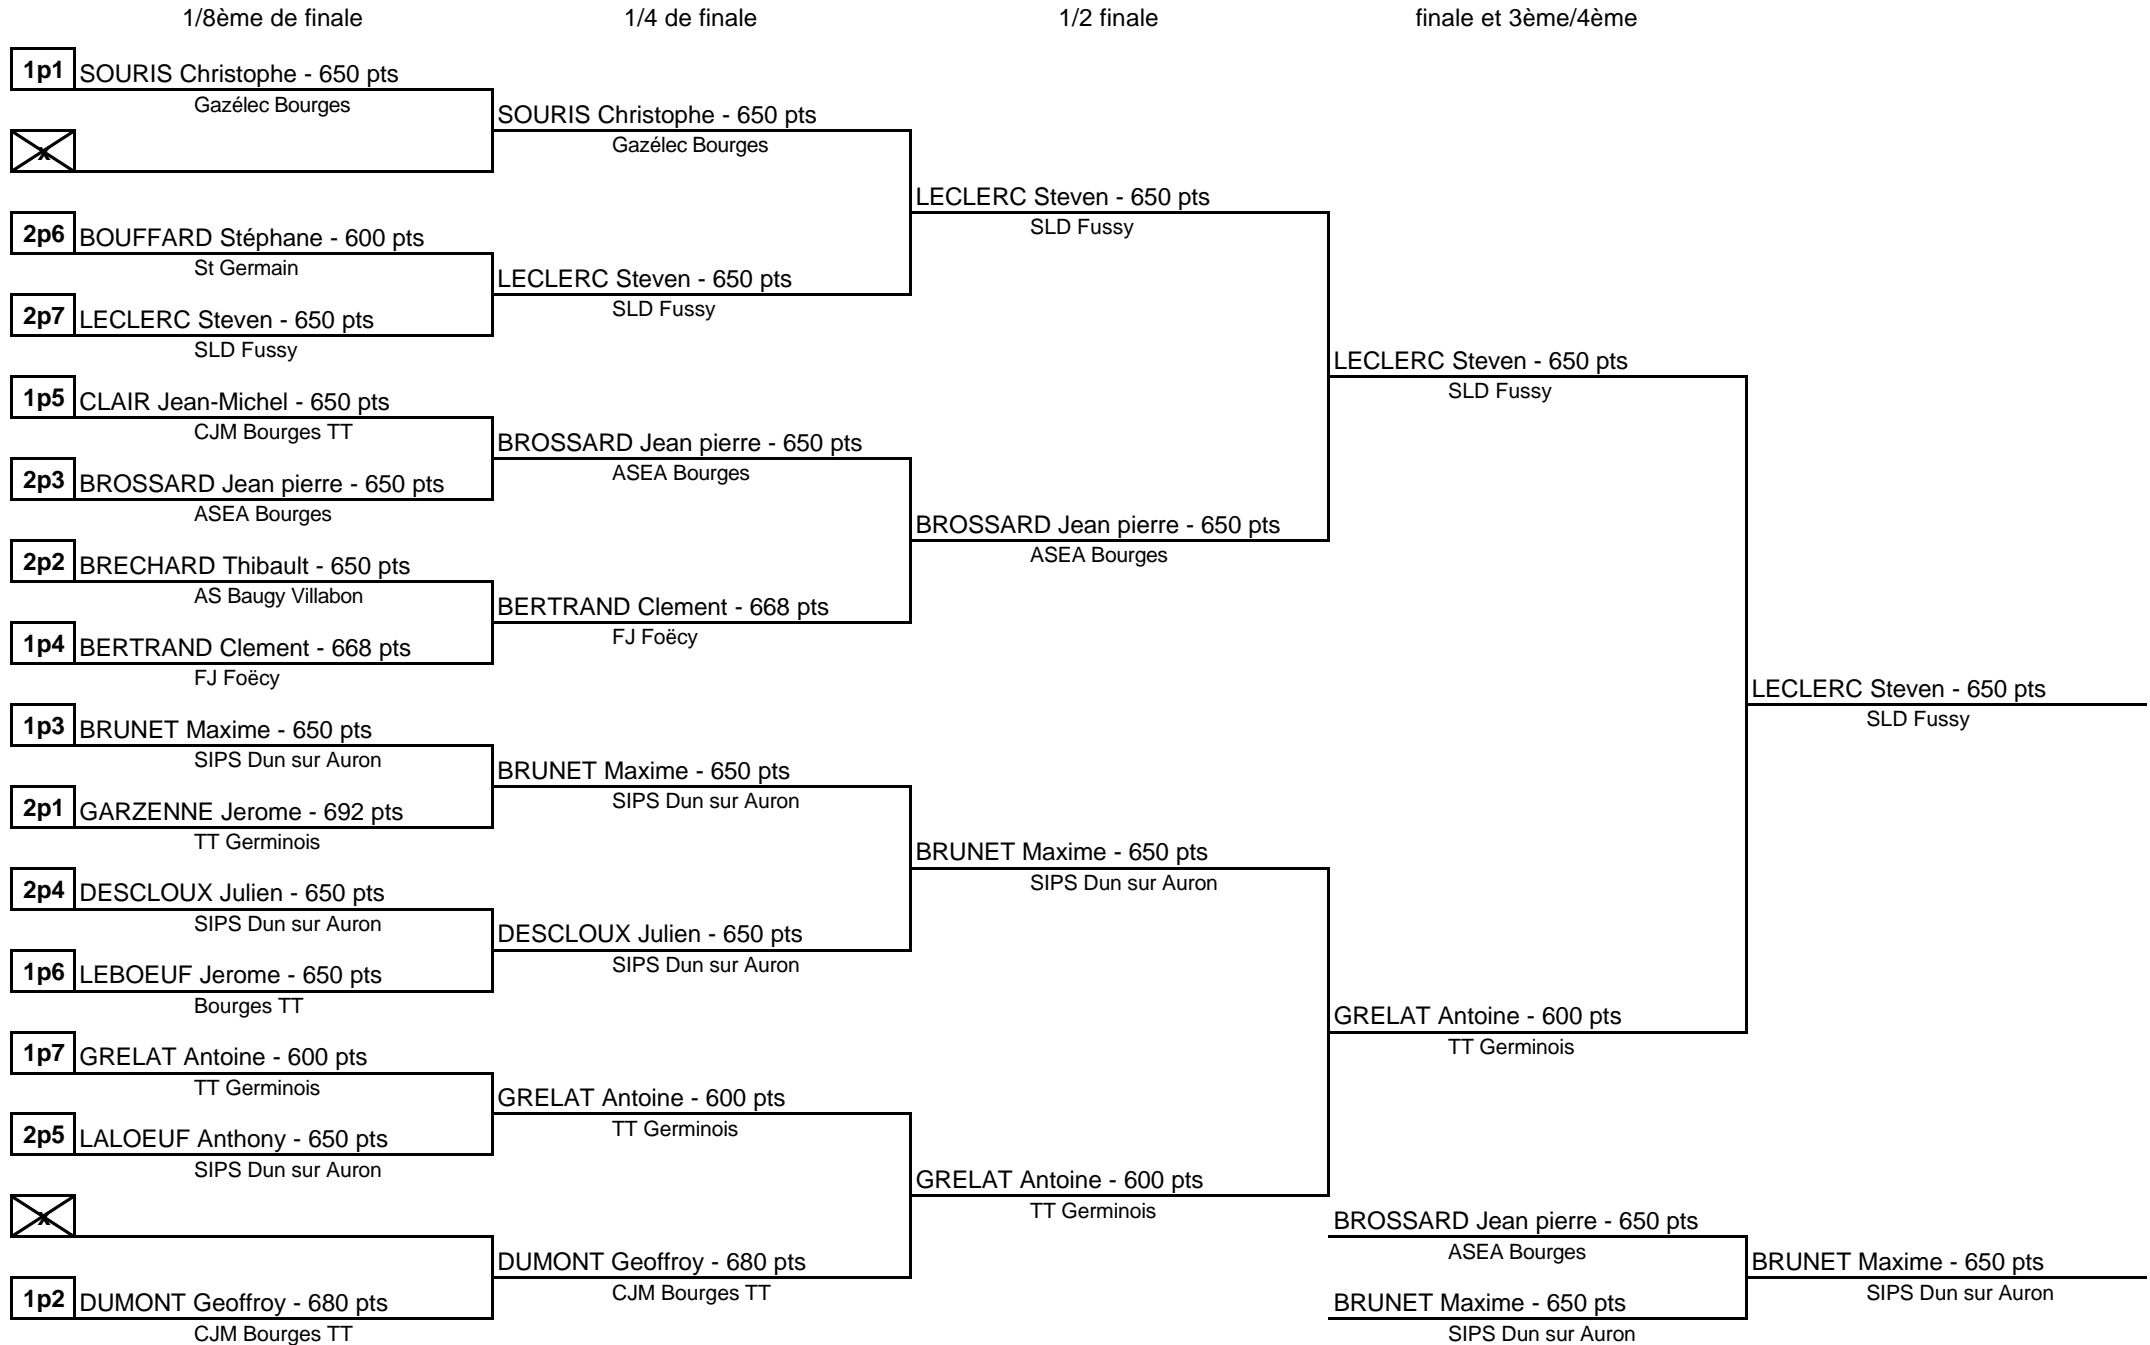 1/8ème de finale
1/4 de finale
1/2 finale
finale et 3ème/4ème
1p1 SOURIS Christophe - 650 pts
Gazélec Bourges
x
2p6 BOUFFARD Stéphane - 600 pts
St Germain
2p7 LECLERC Steven - 650 pts
SLD Fussy
1p5 CLAIR Jean-Michel - 650 pts
CJM Bourges TT
2p3 BROSSARD Jean pierre - 650 pts
ASEA Bourges
2p2 BRECHARD Thibault - 650 pts
AS Baugy Villabon
1p4 BERTRAND Clement - 668 pts
FJ Foëcy
1p3 BRUNET Maxime - 650 pts
SIPS Dun sur Auron
2p1 GARZENNE Jerome - 692 pts
TT Germinois
2p4 DESCLOUX Julien - 650 pts
SIPS Dun sur Auron
1p6 LEBOEUF Jerome - 650 pts
Bourges TT
1p7 GRELAT Antoine - 600 pts
TT Germinois
2p5 LALOEUF Anthony - 650 pts
SIPS Dun sur Auron
x
1p2 DUMONT Geoffroy - 680 pts
CJM Bourges TT
SOURIS Christophe - 650 pts
Gazélec Bourges
LECLERC Steven - 650 pts
SLD Fussy
BROSSARD Jean pierre - 650 pts
ASEA Bourges
BERTRAND Clement - 668 pts
FJ Foëcy
BRUNET Maxime - 650 pts
SIPS Dun sur Auron
DESCLOUX Julien - 650 pts
SIPS Dun sur Auron
GRELAT Antoine - 600 pts
TT Germinois
DUMONT Geoffroy - 680 pts
CJM Bourges TT
LECLERC Steven - 650 pts
SLD Fussy
BROSSARD Jean pierre - 650 pts
ASEA Bourges
BRUNET Maxime - 650 pts
SIPS Dun sur Auron
GRELAT Antoine - 600 pts
TT Germinois
LECLERC Steven - 650 pts
SLD Fussy
GRELAT Antoine - 600 pts
TT Germinois
BROSSARD Jean pierre - 650 pts
ASEA Bourges
BRUNET Maxime - 650 pts
SIPS Dun sur Auron
LECLERC Steven - 650 pts
SLD Fussy
BRUNET Maxime - 650 pts
SIPS Dun sur Auron